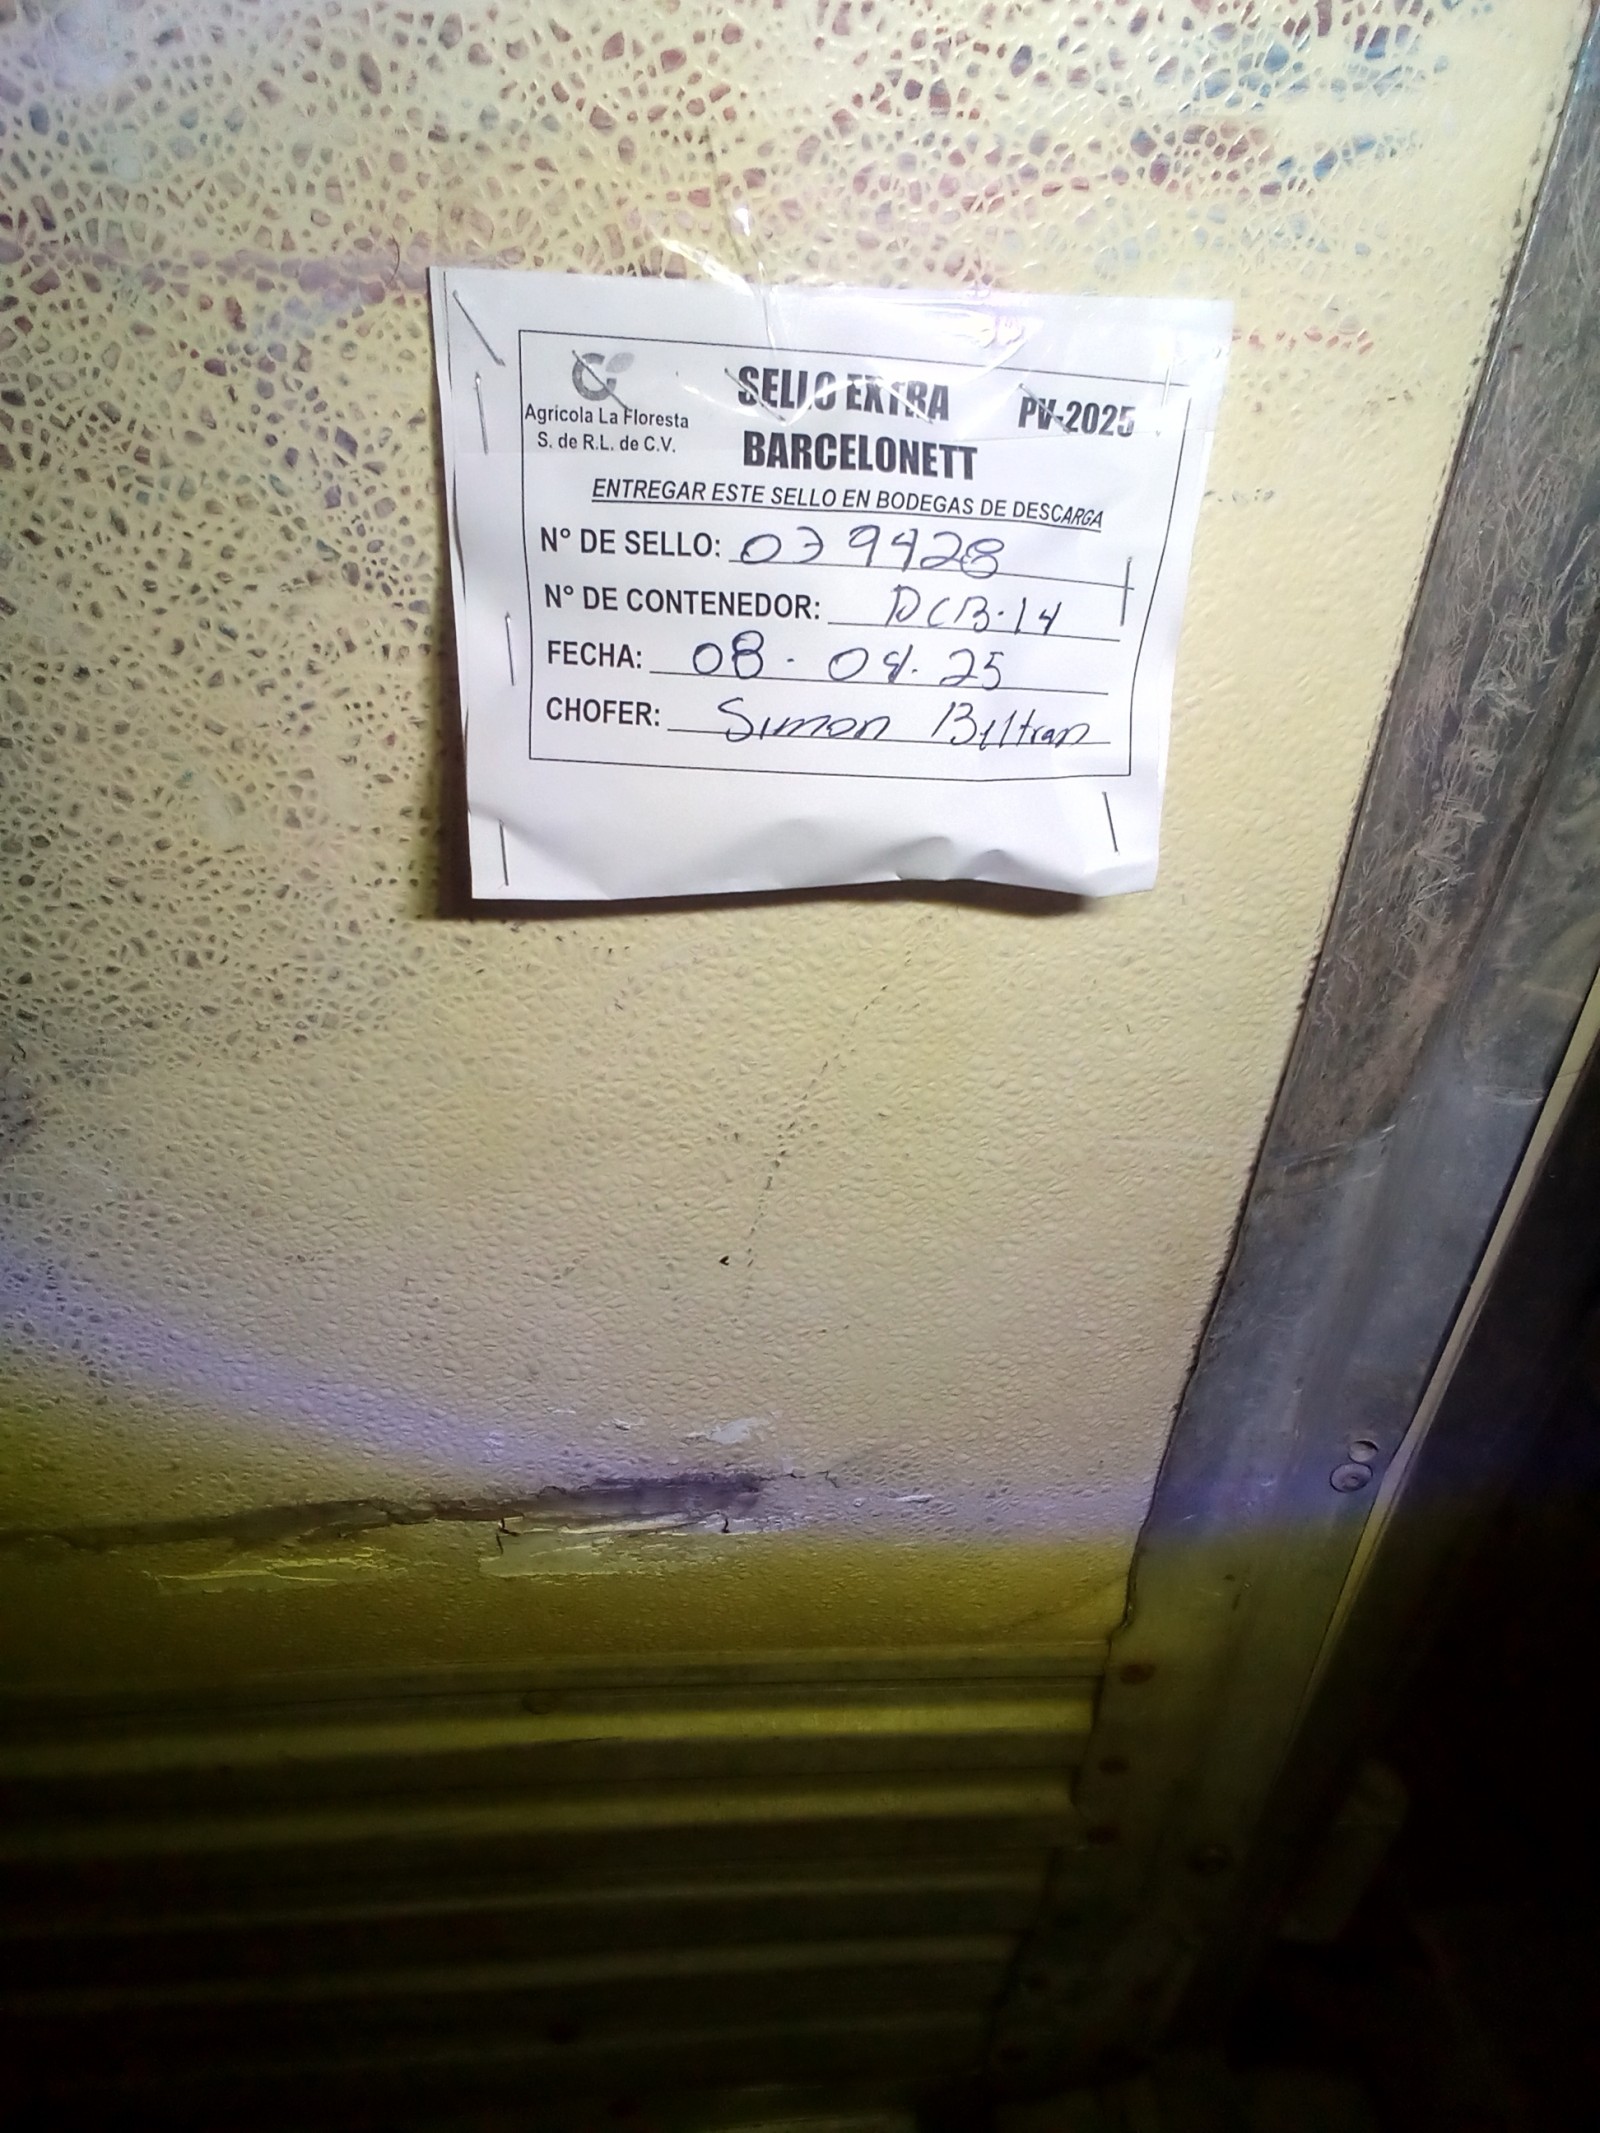 Agrícola La Floresta
S. de R.L. de C.V.
SELLO EXTRA
BARCELONETT
PV-2025
ENTREGAR ESTE SELLO EN BODEGAS DE DESCARGA
N° DE SELLO: 039428
N° DE CONTENEDOR: DCB-14
FECHA: 08-04-25
CHOFER: Simon Beltran